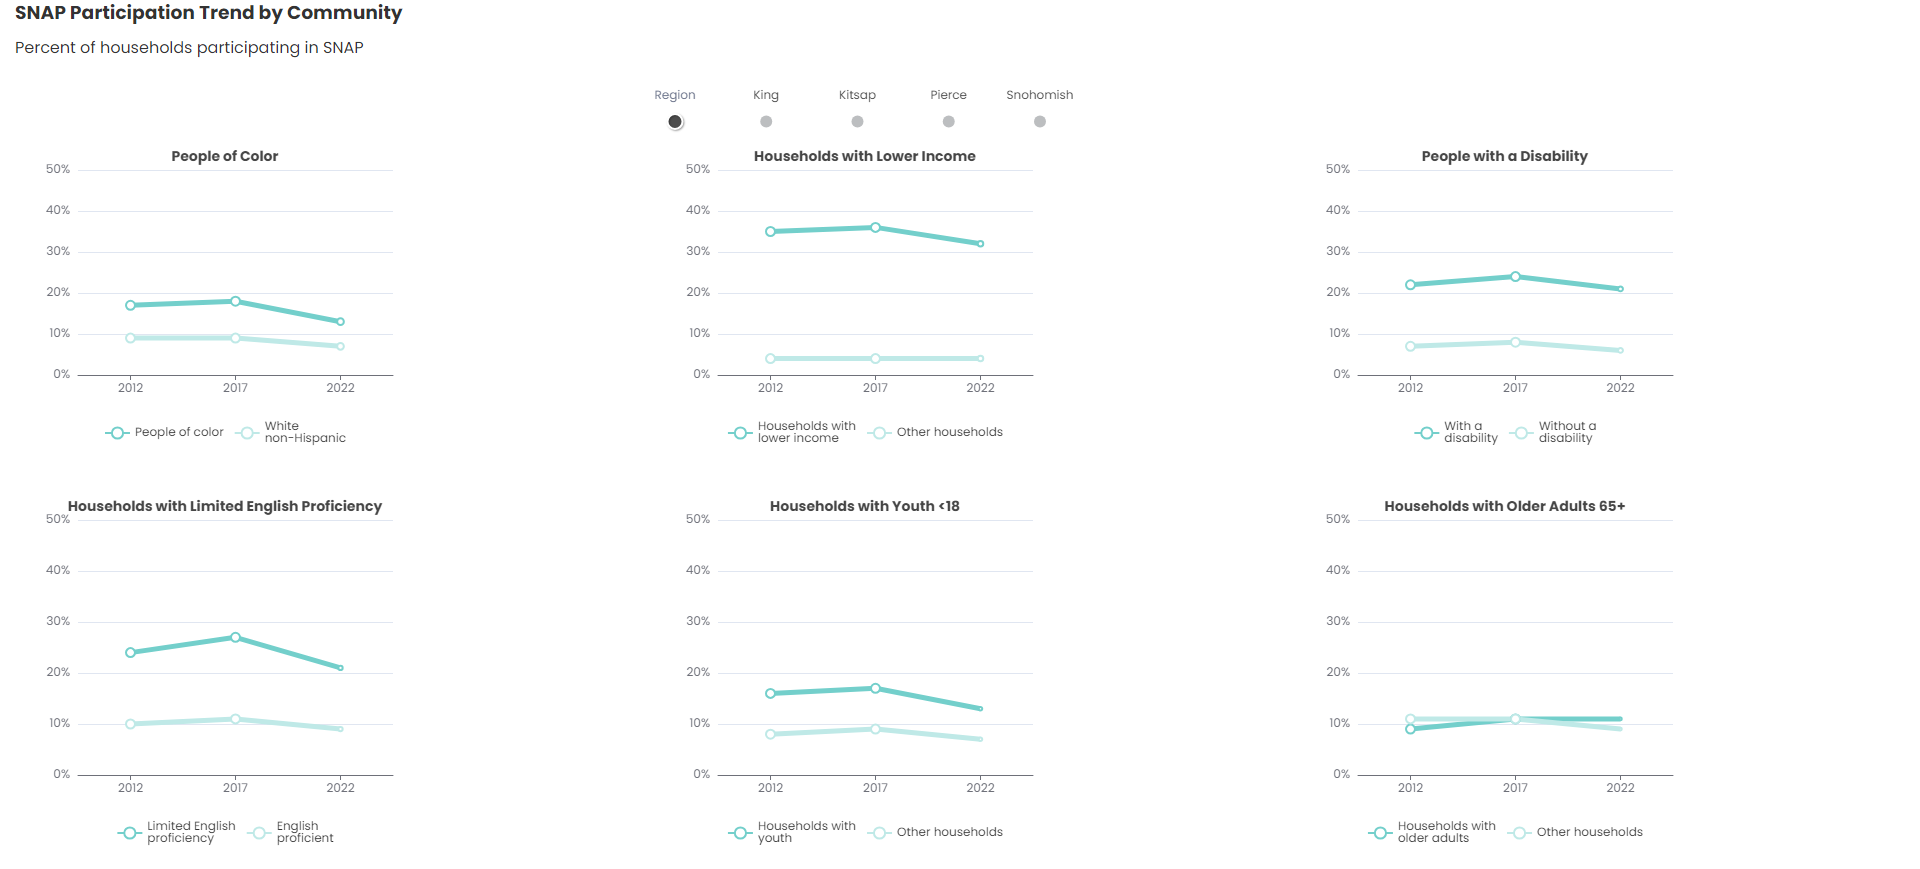 SNAP Participation Trend by Community
Percent of households participating in SNAP
Region King Kitsap Pierce Snohomish
People of Color
50%
40%
30%
20%
10%
0%
2012 2017 2022
People of color
White
non-Hispanic
Households with Lower Income
50%
40%
30%
20%
10%
0%
2012 2017 2022
Households with
lower income
Other households
People with a Disability
50%
40%
30%
20%
10%
0%
2012 2017 2022
With a
disability
Without a
disability
Households with Limited English Proficiency
50%
40%
30%
20%
10%
0%
2012 2017 2022
Limited English
proficiency
English
proficient
Households with Youth <18
50%
40%
30%
20%
10%
0%
2012 2017 2022
Households with
youth
Other households
Households with Older Adults 65+
50%
40%
30%
20%
10%
0%
2012 2017 2022
Households with
older adults
Other households